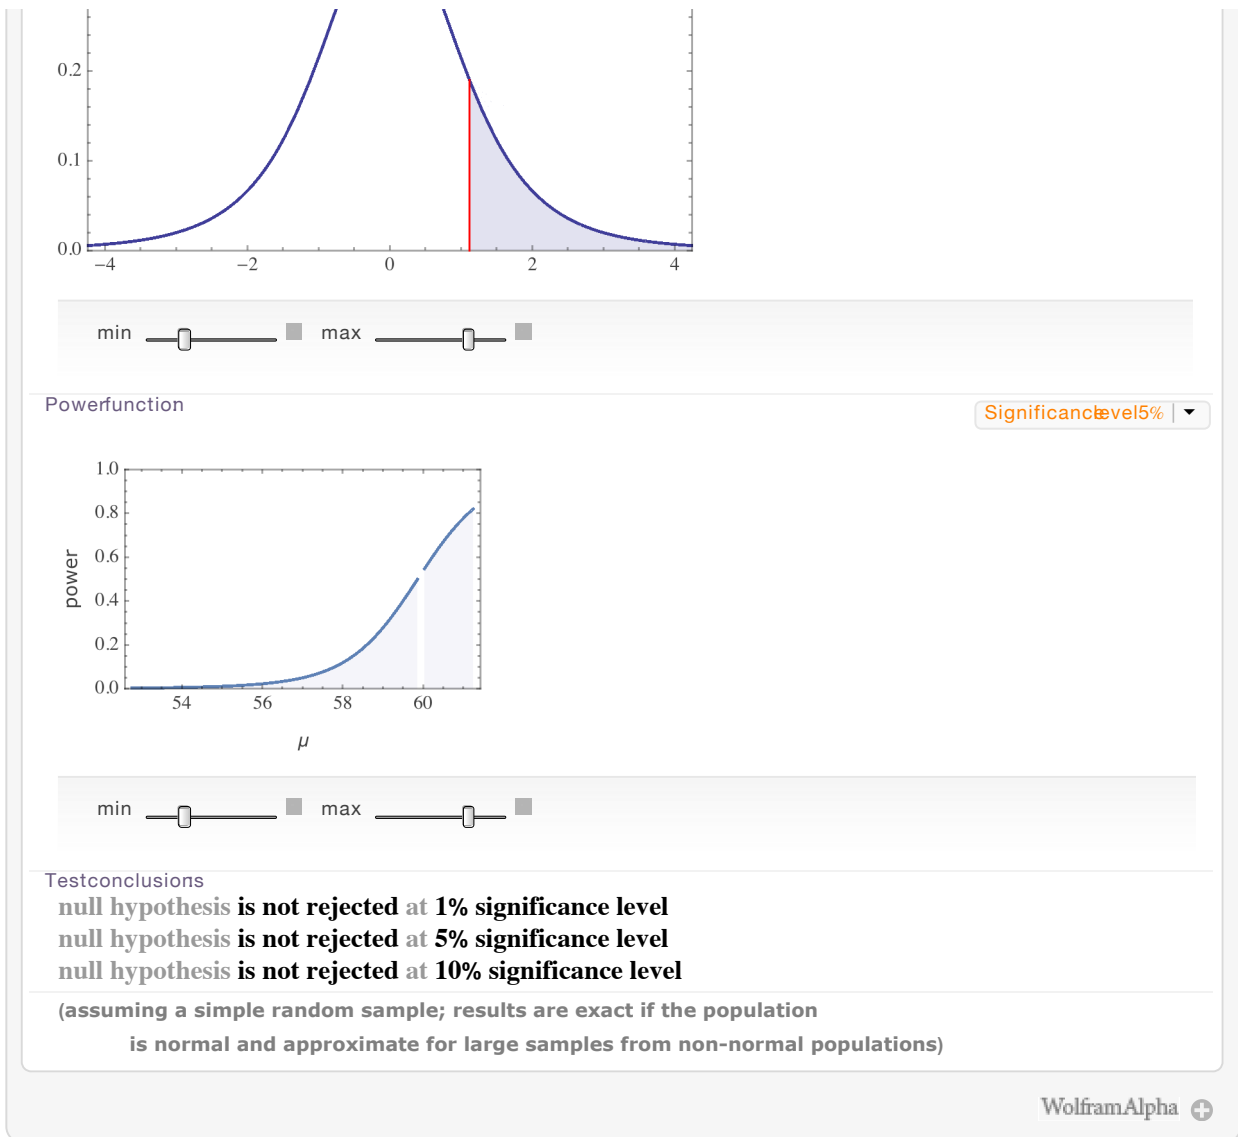 0.2
0.1
0.0
−4 −2 0 2 4
min max
Powerfunction
Significancelevel5%
1.0
0.8
0.6
0.4
0.2
0.0
power
54 56 58 60
μ
min max
Testconclusions
null hypothesis is not rejected at 1% significance level
null hypothesis is not rejected at 5% significance level
null hypothesis is not rejected at 10% significance level
(assuming a simple random sample; results are exact if the population
is normal and approximate for large samples from non-normal populations)
WolframAlpha